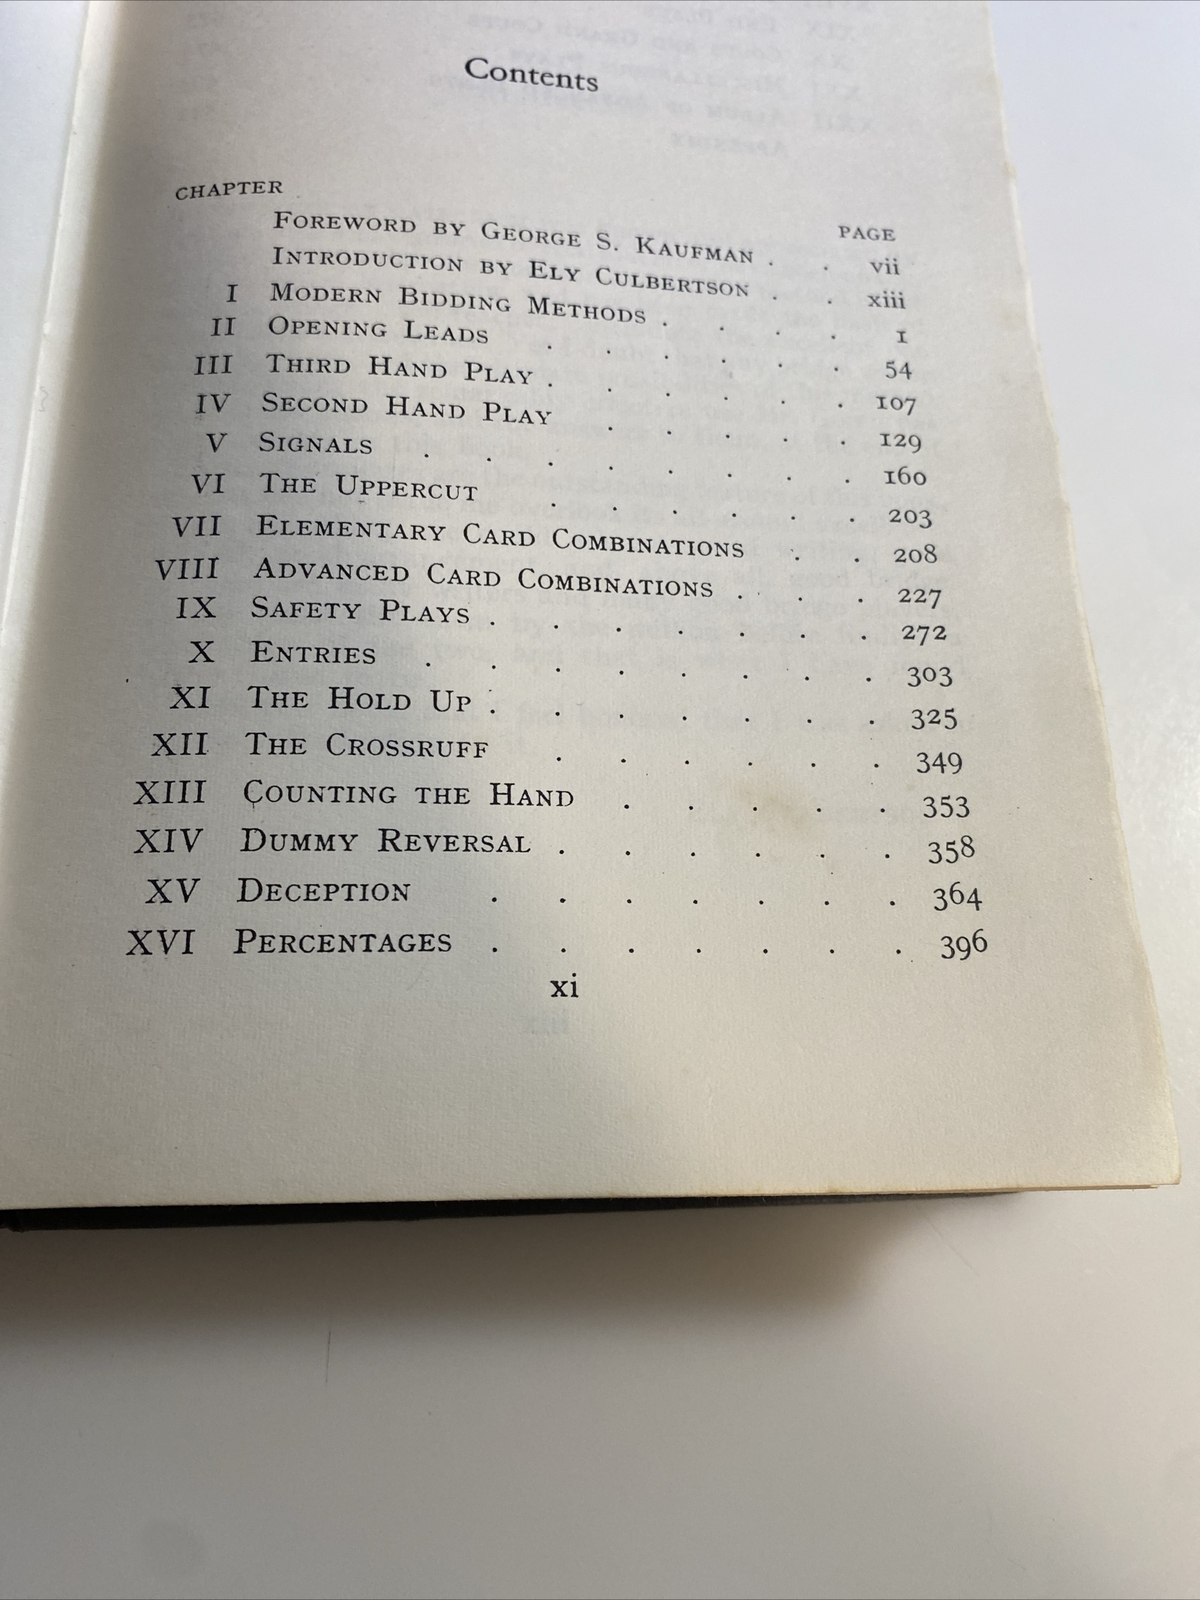 Contents
CHAPTER
PAGE
FOREWORD BY GEORGE S. KAUFMAN . . vii
INTRODUCTION BY ELY CULBERTSON . . xiii
I MODERN BIDDING METHODS . . . . 1
II OPENING LEADS . . . . . . 54
III THIRD HAND PLAY . . . . . . 107
IV SECOND HAND PLAY . . . . . 129
V SIGNALS . . . . . . . . 160
VI THE UPPERCUT . . . . . . 203
VII ELEMENTARY CARD COMBINATIONS . . 208
VIII ADVANCED CARD COMBINATIONS . . . 227
IX SAFETY PLAYS . . . . . . . 272
X ENTRIES . . . . . . . . 303
XI THE HOLD UP . . . . . . . 325
XII THE CROSSRUFF . . . . . . 349
XIII COUNTING THE HAND . . . . . 353
XIV DUMMY REVERSAL . . . . . . 358
XV DECEPTION . . . . . . . 364
XVI PERCENTAGES . . . . . . . 396
xi